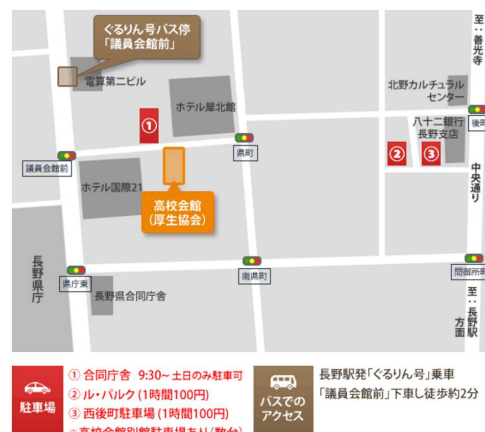 ぐるりん号バス停
「議員会館前」
至：善光寺
電算第二ビル
北野カルチュラル
センター
ホテル犀北館
八十二銀行
長野支店
①
県町
②
③
議員会館前
中央通り
ホテル国際21
高校会館
（厚生協会）
長野県庁
県庁東
南県町
問御所町
長野県合同庁舎
至：長野駅
方面
駐車場
① 合同庁舎 9:30～ 土日のみ駐車可
② ル・パルク (1時間100円)
③ 西後町駐車場 (1時間100円)
バスでの
アクセス
長野駅発「ぐるりん号」乗車
「議員会館前」下車し徒歩約2分